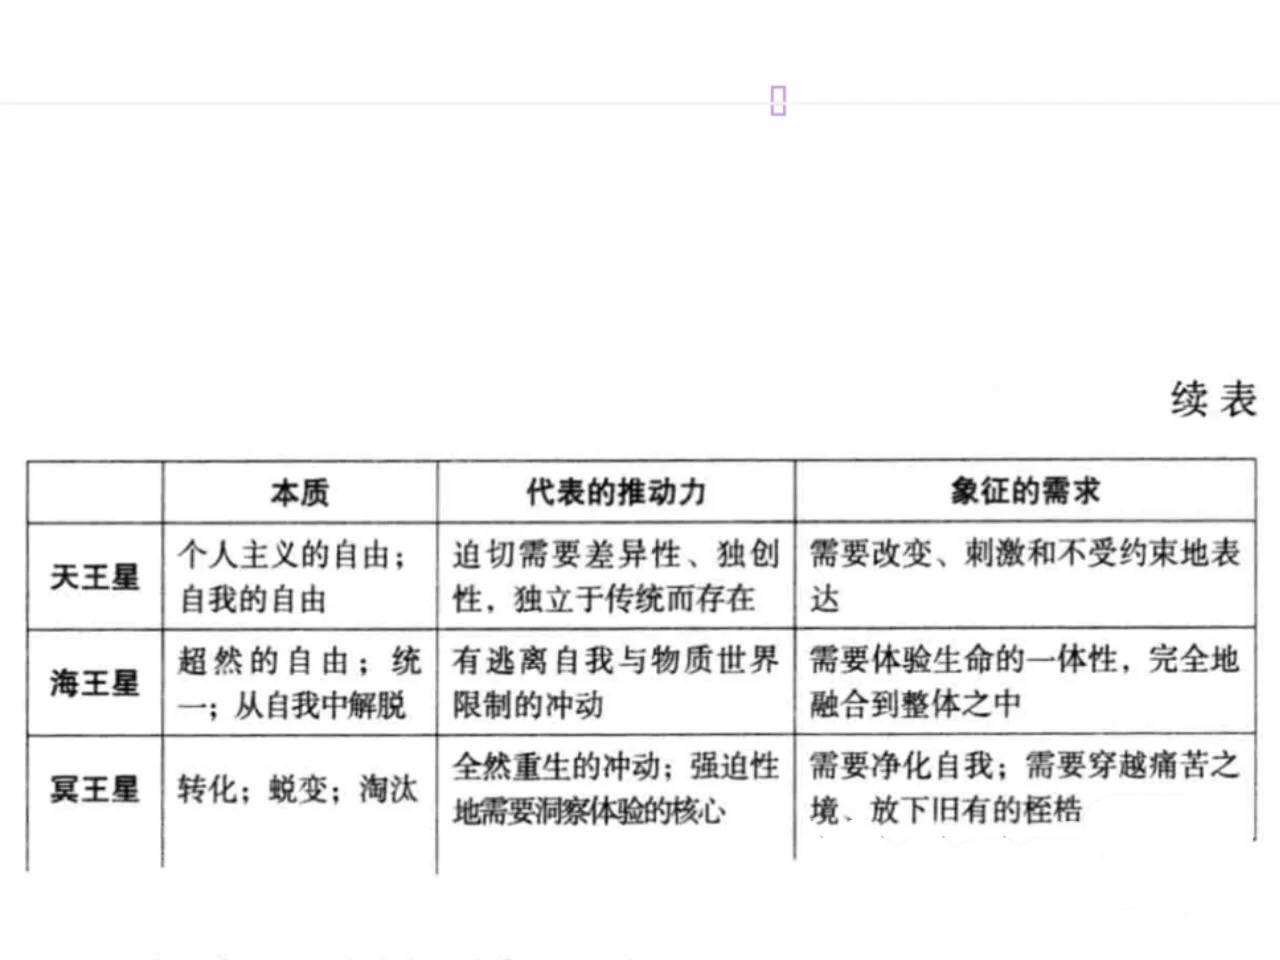 续表
本质 代表的推动力 象征的需求
天王星
个人主义的自由；
自我的自由
迫切需要差异性、独创
性，独立于传统而存在
需要改变、刺激和不受约束地表
达
海王星
超然的自由；统
一；从自我中解脱
有逃离自我与物质世界
限制的冲动
需要体验生命的一体性，完全地
融合到整体之中
冥王星
转化；蜕变；淘汰
全然重生的冲动；强迫性
地需要洞察体验的核心
需要净化自我；需要穿越痛苦之
境、放下旧有的桎梏